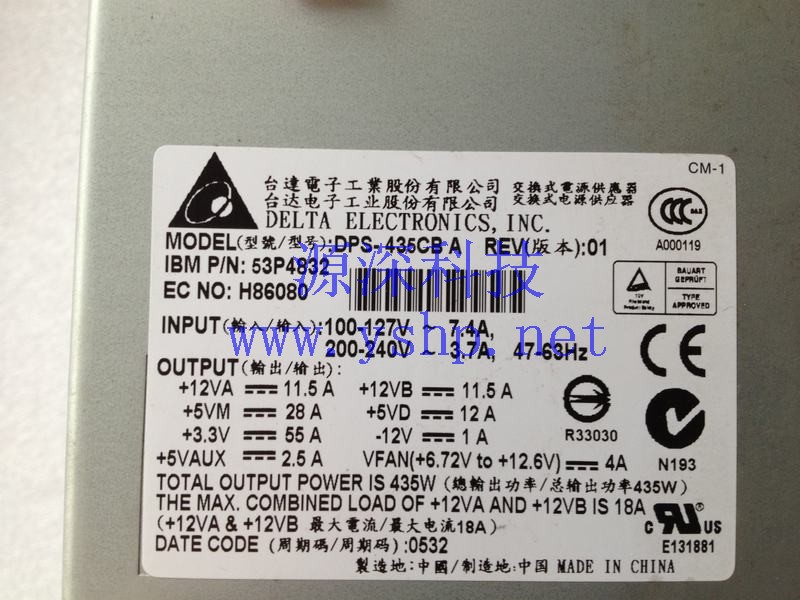 CM-1
台達電子工業股份有限公司 交換式電源供應器
台达电子工业股份有限公司 交换式电源供应器
DELTA ELECTRONICS, INC.
A000119
MODEL(型號/型号):DPS-435CB A REV(版本):01
IBM P/N: 53P4832
EC NO: H86080
源深科技
www.yshp.net
TÜV
BAUART GEPRÜFT
TYPE APPROVED
INPUT(輸入/输入):100-127V ~ 7.4A,
200-240V ~ 3.7A, 47-63Hz
OUTPUT(輸出/输出):
+12VA 11.5 A +12VB 11.5 A
+5VM 28 A +5VD 12 A
+3.3V 55 A -12V 1 A
+5VAUX 2.5 A VFAN(+6.72V to +12.6V) 4A
CE
R33030
N193
TOTAL OUTPUT POWER IS 435W (總輸出功率/总输出功率435W)
THE MAX. COMBINED LOAD OF +12VA AND +12VB IS 18A
(+12VA & +12VB 最大電流/最大电流18A)
DATE CODE (周期碼/周期码):0532
c RU ® US
E131881
製造地:中國/制造地:中国 MADE IN CHINA